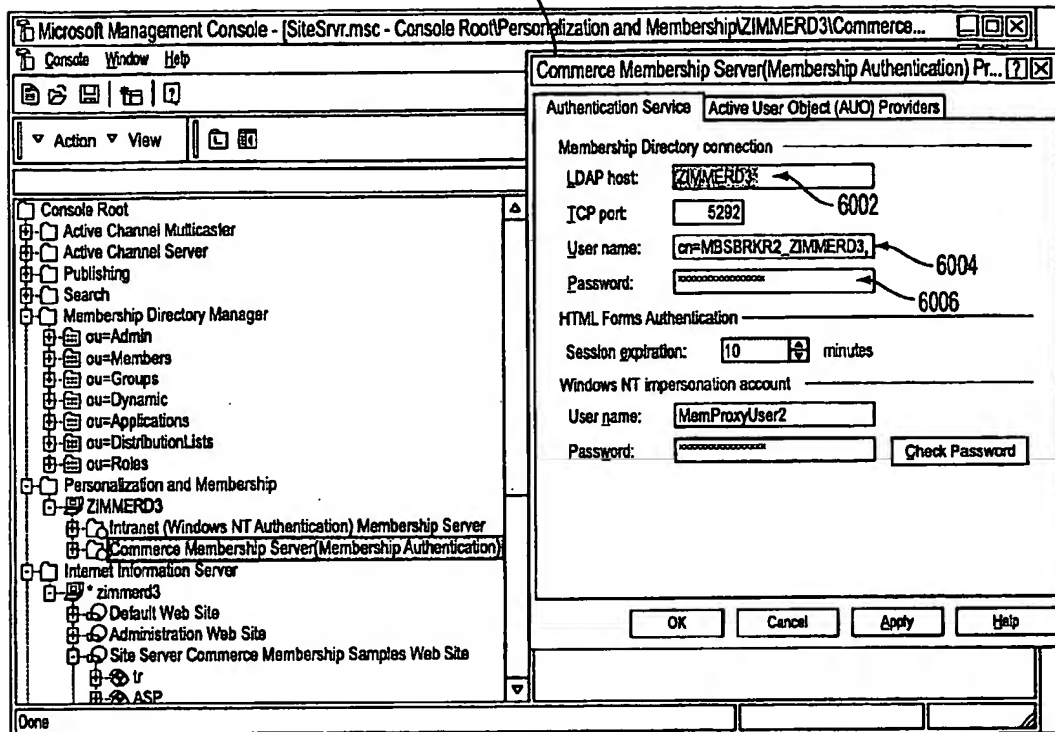 Microsoft Management Console - [SiteSrvr.msc - Console Root\Personalization and Membership\ZIMMERD3\Commerce...
Console Window Help
Action View
Console Root
Active Channel Multicaster
Active Channel Server
Publishing
Search
Membership Directory Manager
ou=Admin
ou=Members
ou=Groups
ou=Dynamic
ou=Applications
ou=DistributionLists
ou=Roles
Personalization and Membership
ZIMMERD3
Intranet (Windows NT Authentication) Membership Server
Commerce Membership Server(Membership Authentication)
Internet Information Server
* zimmerd3
Default Web Site
Administration Web Site
Site Server Commerce Membership Samples Web Site
tr
ASP
Done
Commerce Membership Server(Membership Authentication) Pr... ?
Authentication Service Active User Object (AUO) Providers
Membership Directory connection
LDAP host: ZIMMERD3
6002
TCP port: 5292
User name: cn=MBSBRKR2_ZIMMERD3,
6004
Password:
6006
HTML Forms Authentication
Session expiration: 10 minutes
Windows NT impersonation account
User name: MemProxyUser2
Password: Check Password
OK Cancel Apply Help